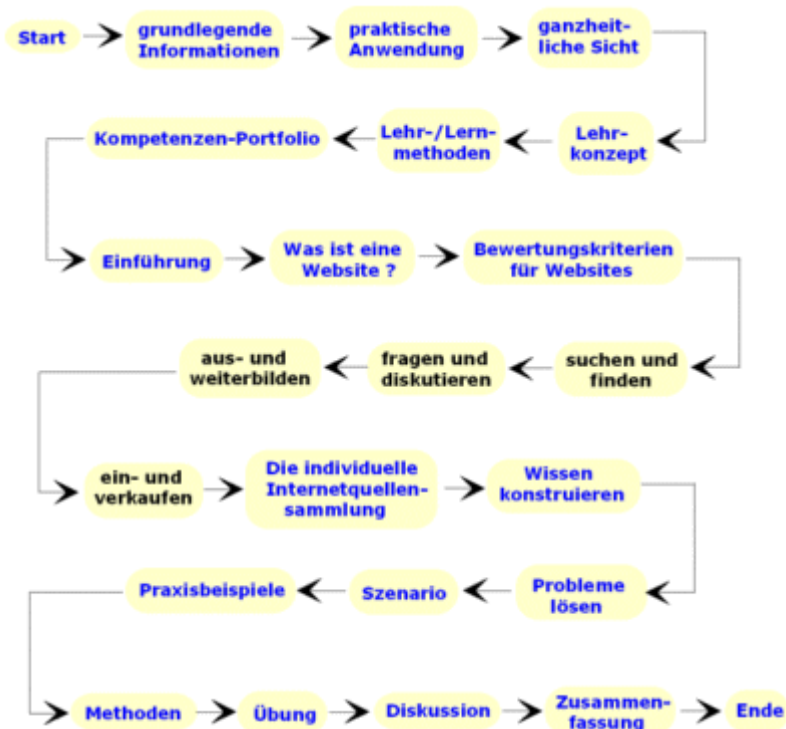 Start
grundlegende
Informationen
praktische
Anwendung
ganzheit-
liche Sicht
Lehr-
konzept
Lehr-/Lern-
methoden
Kompetenzen-Portfolio
Einführung
Was ist eine
Website ?
Bewertungskriterien
für Websites
suchen und
finden
fragen und
diskutieren
aus- und
weiterbilden
ein- und
verkaufen
Die individuelle
Internetquellen-
sammlung
Wissen
konstruieren
Probleme
lösen
Szenario
Praxisbeispiele
Methoden
Übung
Diskussion
Zusammen-
fassung
Ende